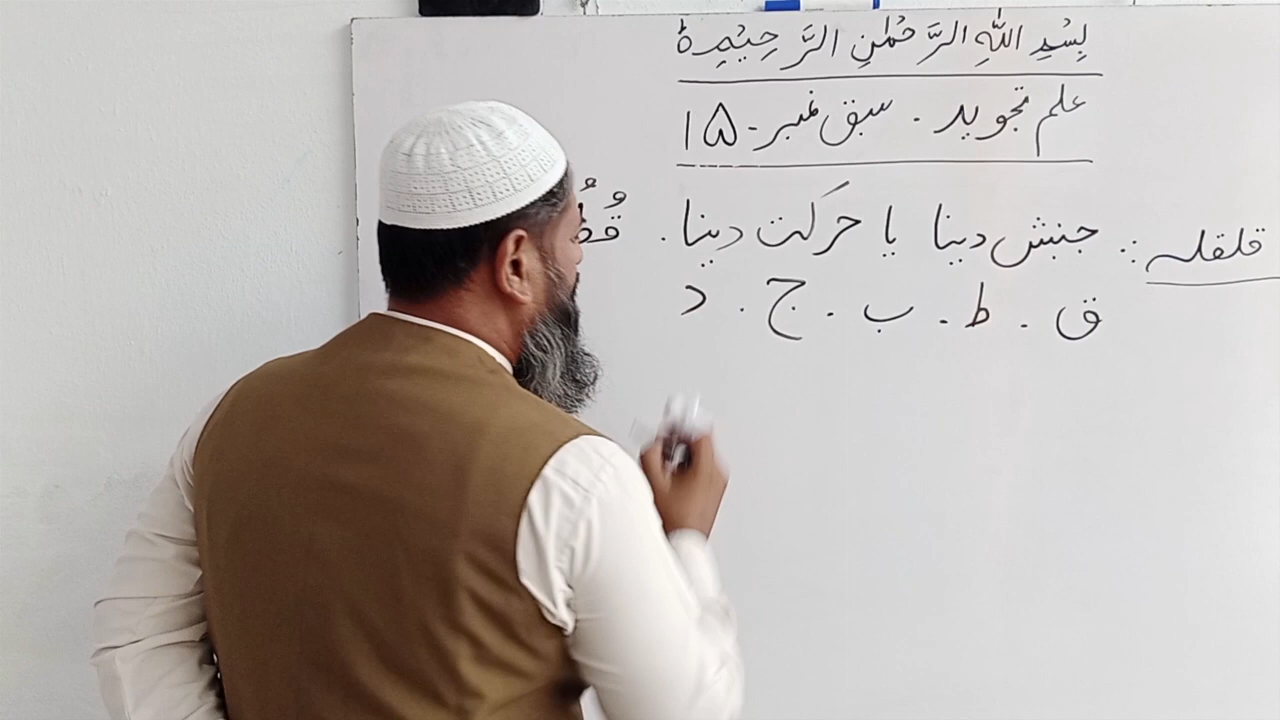 بِسْمِ اللّٰهِ الرَّحْمٰنِ الرَّحِيْمِ ط
علم تجوید . سبق نمبر - ۱۵
قلقلہ :. جنبش دینا یا حرکت دینا .
ق . ط . ب . ج . د